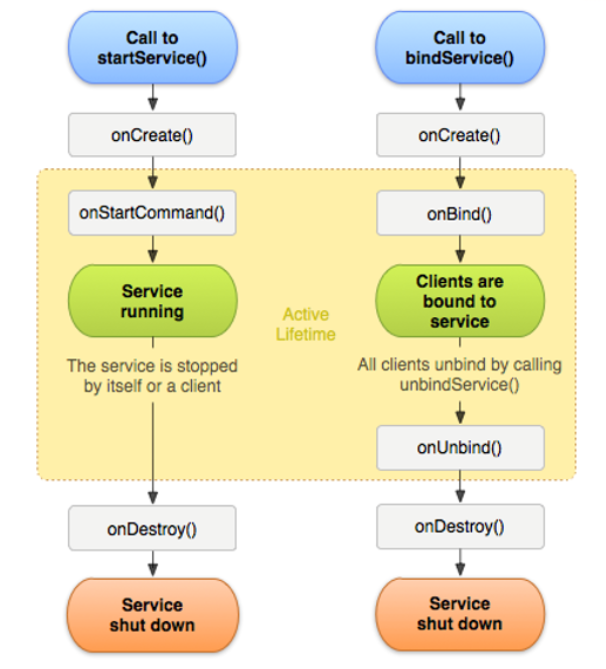 Call to
startService()
onCreate()
onStartCommand()
Service
running
The service is stopped
by itself or a client
onDestroy()
Service
shut down
Active
Lifetime
Call to
bindService()
onCreate()
onBind()
Clients are
bound to
service
All clients unbind by calling
unbindService()
onUnbind()
onDestroy()
Service
shut down